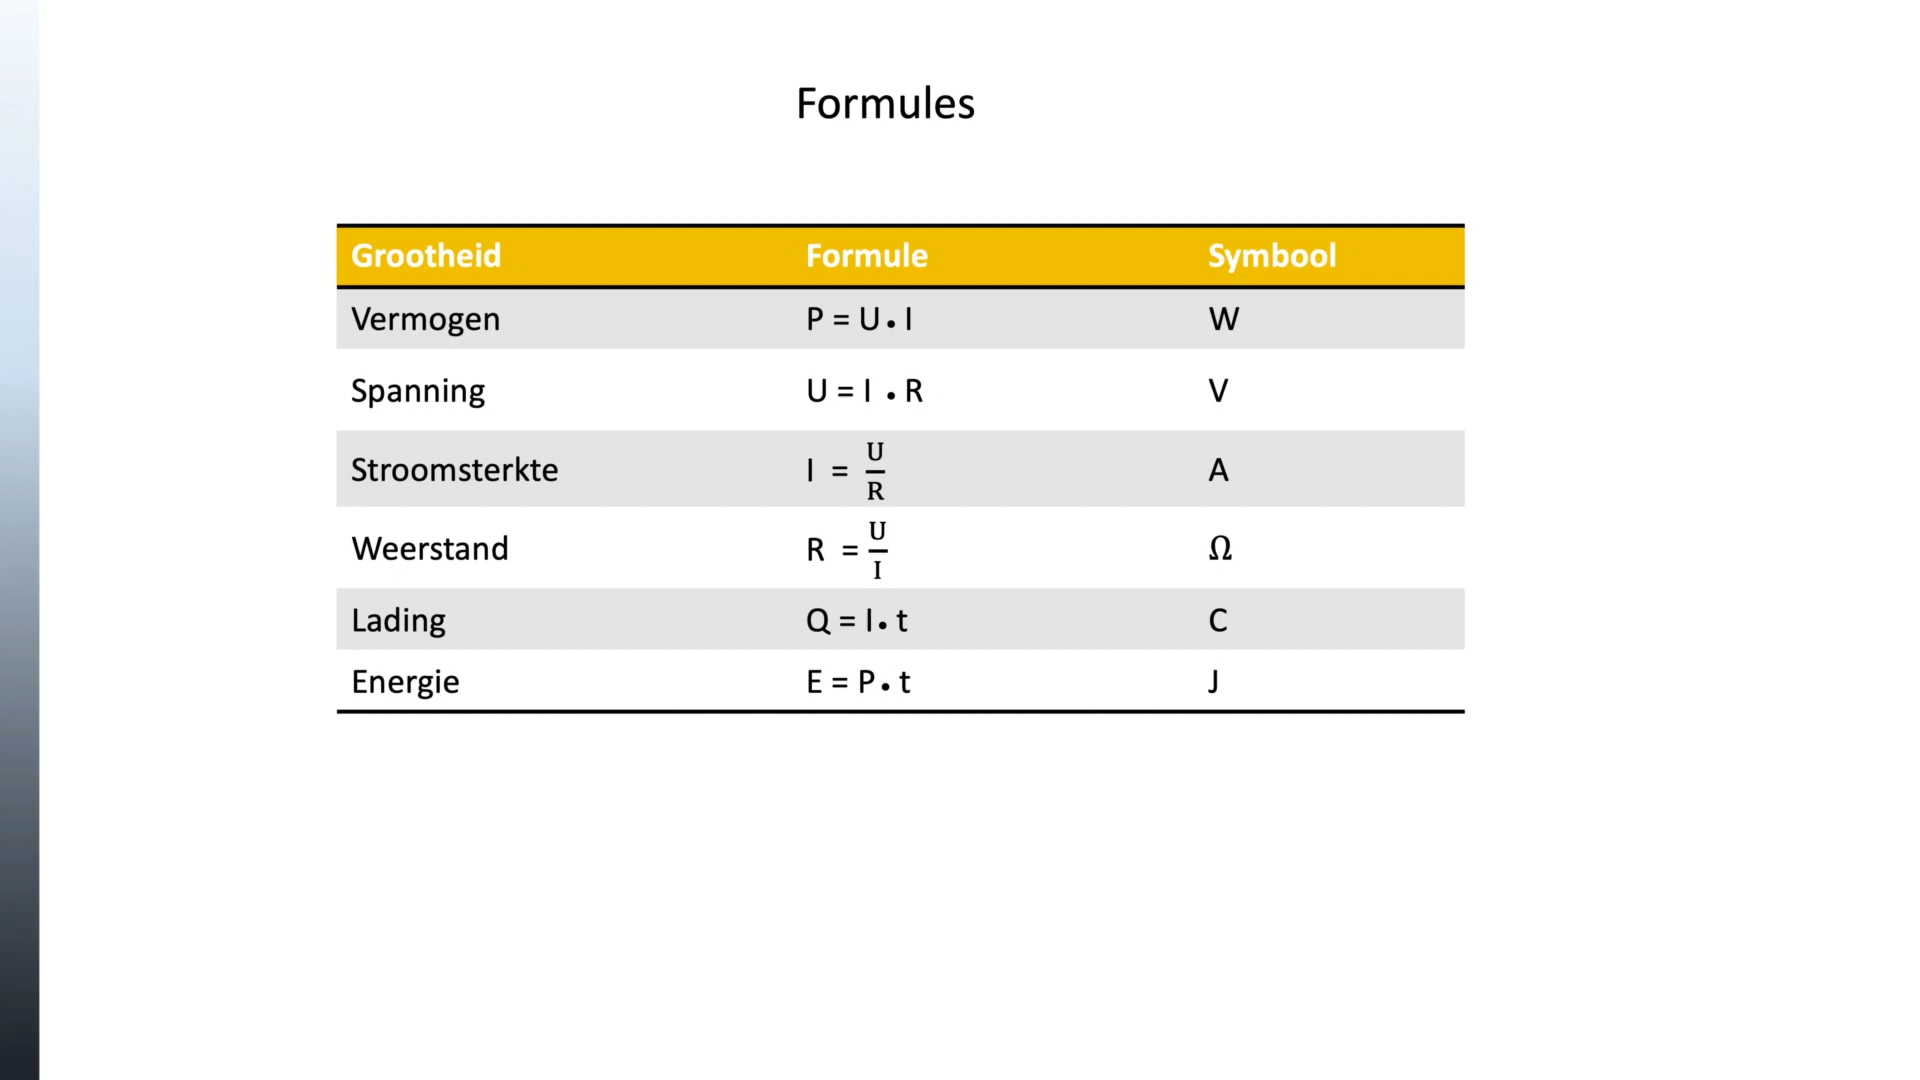 Formules
Grootheid Formule Symbool
Vermogen P = U • I W
Spanning U = I • R V
Stroomsterkte I = U/R A
Weerstand R = U/I Ω
Lading Q = I • t C
Energie E = P • t J